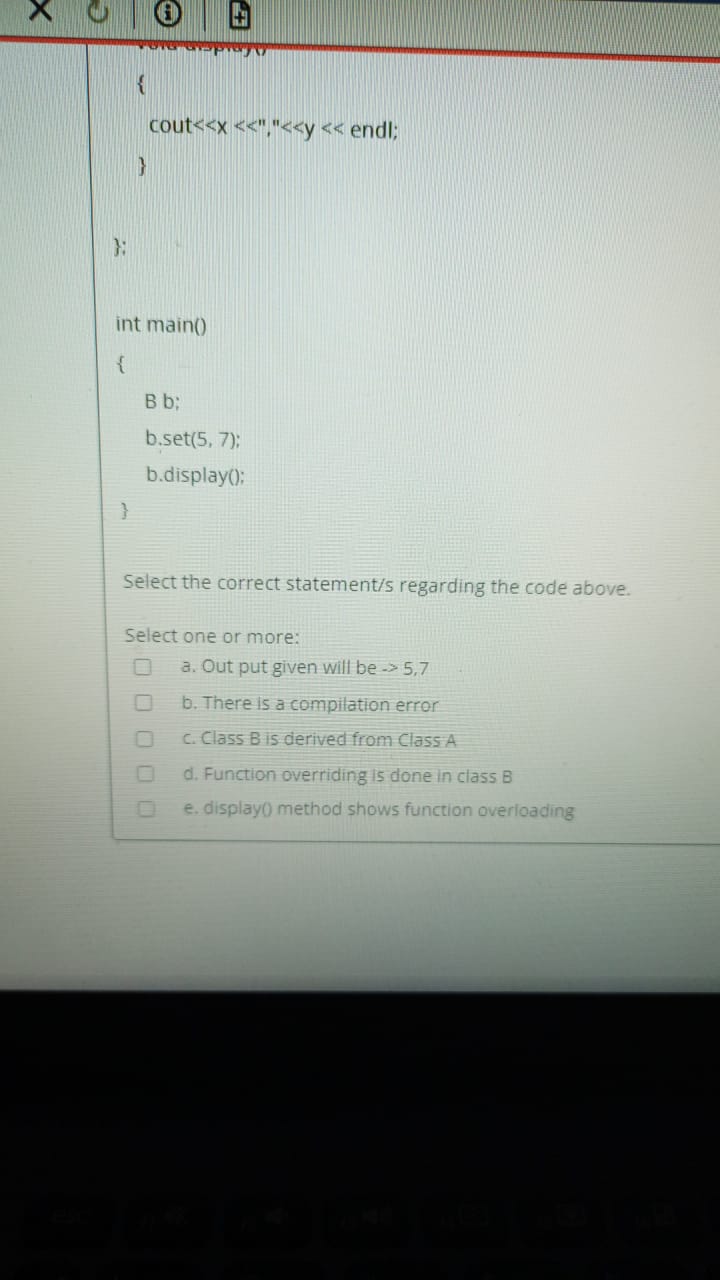 void display()
{
cout<<x <<","<<y << endl;
}
};
int main()
{
B b;
b.set(5, 7);
b.display();
}
Select the correct statement/s regarding the code above.
Select one or more:
a. Out put given will be -> 5,7
b. There is a compilation error
c. Class B is derived from Class A
d. Function overriding is done in class B
e. display() method shows function overloading